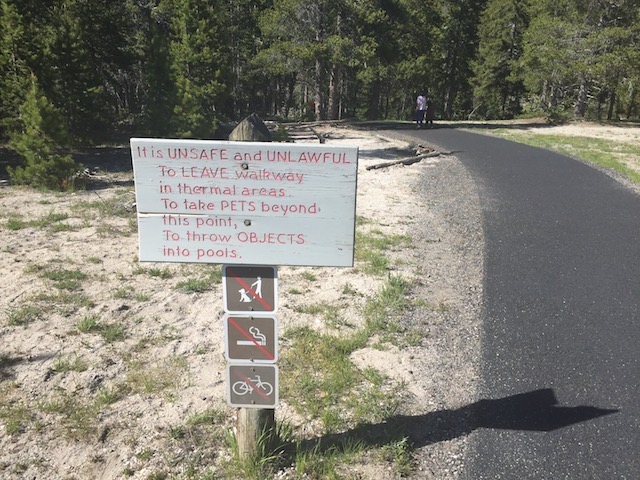 It is UNSAFE and UNLAWFUL
To LEAVE walkway
in thermal areas.
To take PETS beyond
this point,
To throw OBJECTS
into pools.